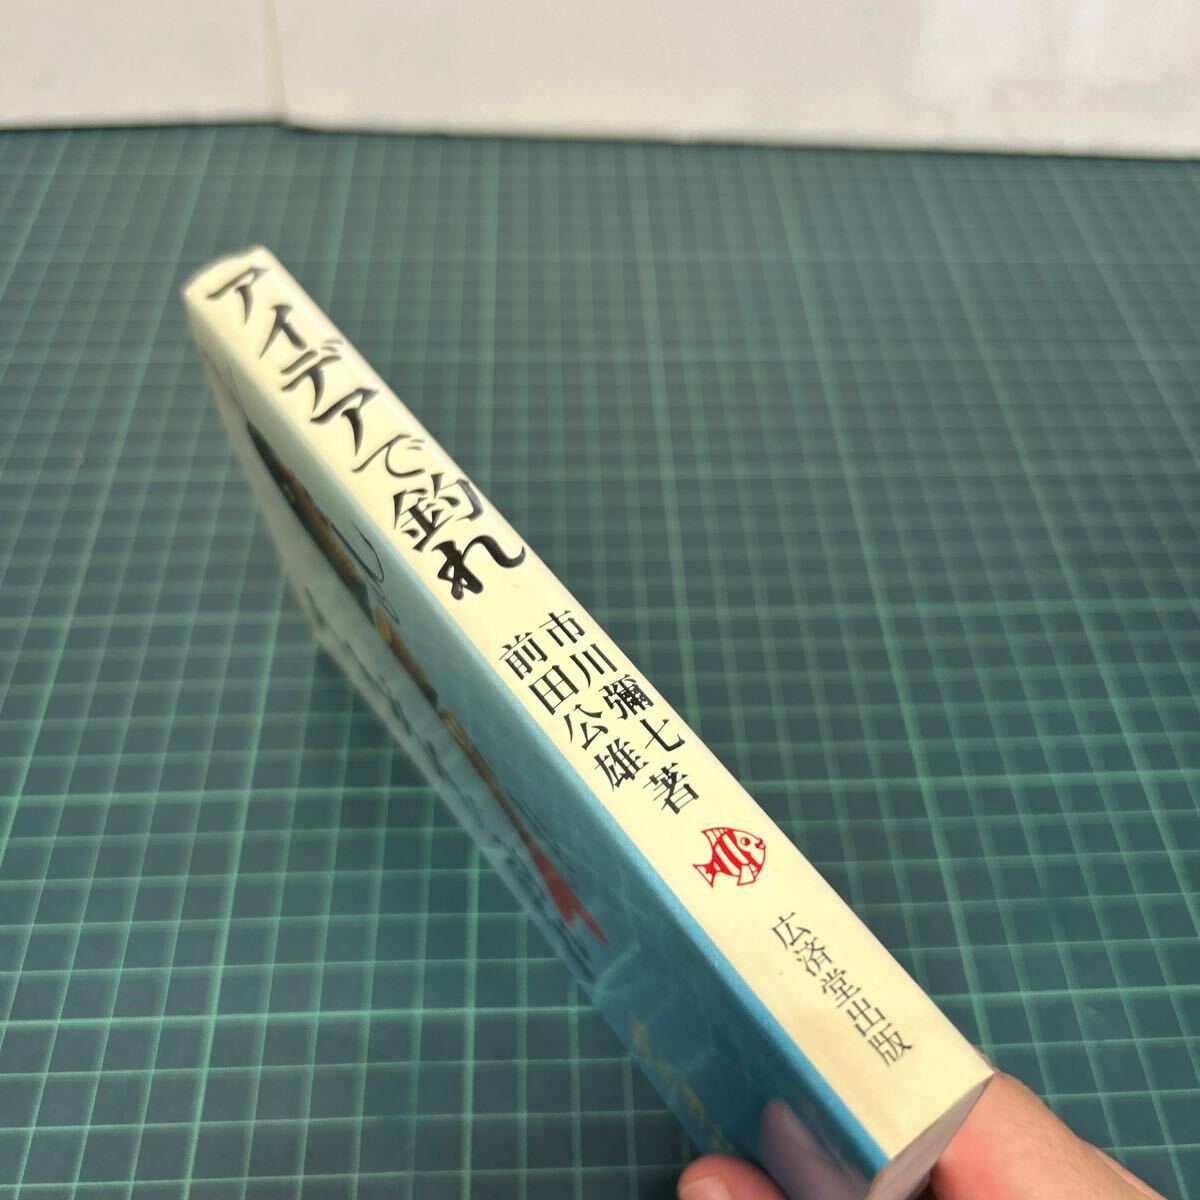 アイデアで釣れ
市川彌七著
前田公雄
広済堂出版